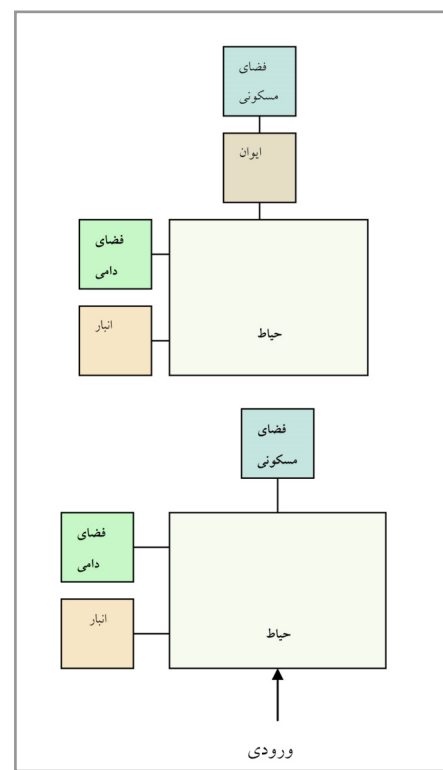 فضای
مسکونی
ایوان
فضای
دامی
انبار
حیاط
فضای
مسکونی
فضای
دامی
انبار
حیاط
ورودی